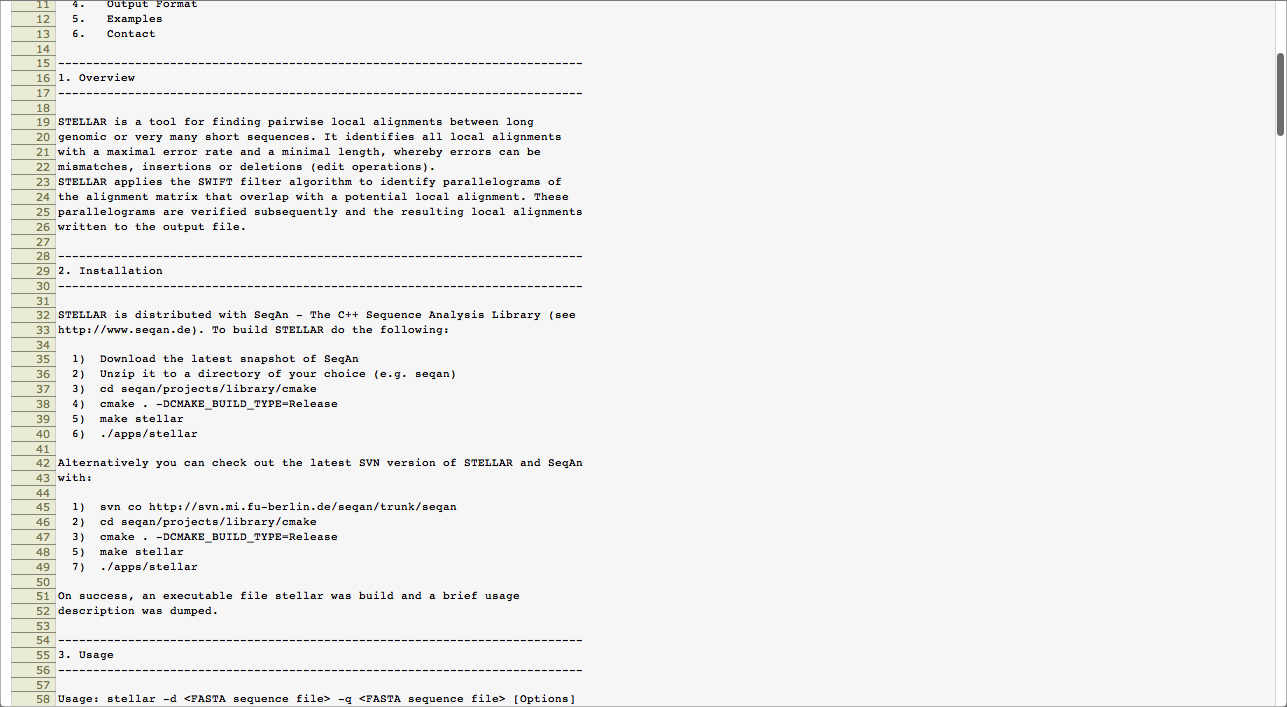 11   4.   Output Format
12   5.   Examples
13   6.   Contact
14
15 ---------------------------------------------------------------------------
16 1. Overview
17 ---------------------------------------------------------------------------
18
19 STELLAR is a tool for finding pairwise local alignments between long
20 genomic or very many short sequences. It identifies all local alignments
21 with a maximal error rate and a minimal length, whereby errors can be
22 mismatches, insertions or deletions (edit operations).
23 STELLAR applies the SWIFT filter algorithm to identify parallelograms of
24 the alignment matrix that overlap with a potential local alignment. These
25 parallelograms are verified subsequently and the resulting local alignments
26 written to the output file.
27
28 ---------------------------------------------------------------------------
29 2. Installation
30 ---------------------------------------------------------------------------
31
32 STELLAR is distributed with SeqAn - The C++ Sequence Analysis Library (see
33 http://www.seqan.de). To build STELLAR do the following:
34
35   1)  Download the latest snapshot of SeqAn
36   2)  Unzip it to a directory of your choice (e.g. seqan)
37   3)  cd seqan/projects/library/cmake
38   4)  cmake . -DCMAKE_BUILD_TYPE=Release
39   5)  make stellar
40   6)  ./apps/stellar
41
42 Alternatively you can check out the latest SVN version of STELLAR and SeqAn
43 with:
44
45   1)  svn co http://svn.mi.fu-berlin.de/seqan/trunk/seqan
46   2)  cd seqan/projects/library/cmake
47   3)  cmake . -DCMAKE_BUILD_TYPE=Release
48   5)  make stellar
49   7)  ./apps/stellar
50
51 On success, an executable file stellar was build and a brief usage
52 description was dumped.
53
54 ---------------------------------------------------------------------------
55 3. Usage
56 ---------------------------------------------------------------------------
57
58 Usage: stellar -d <FASTA sequence file> -q <FASTA sequence file> [Options]